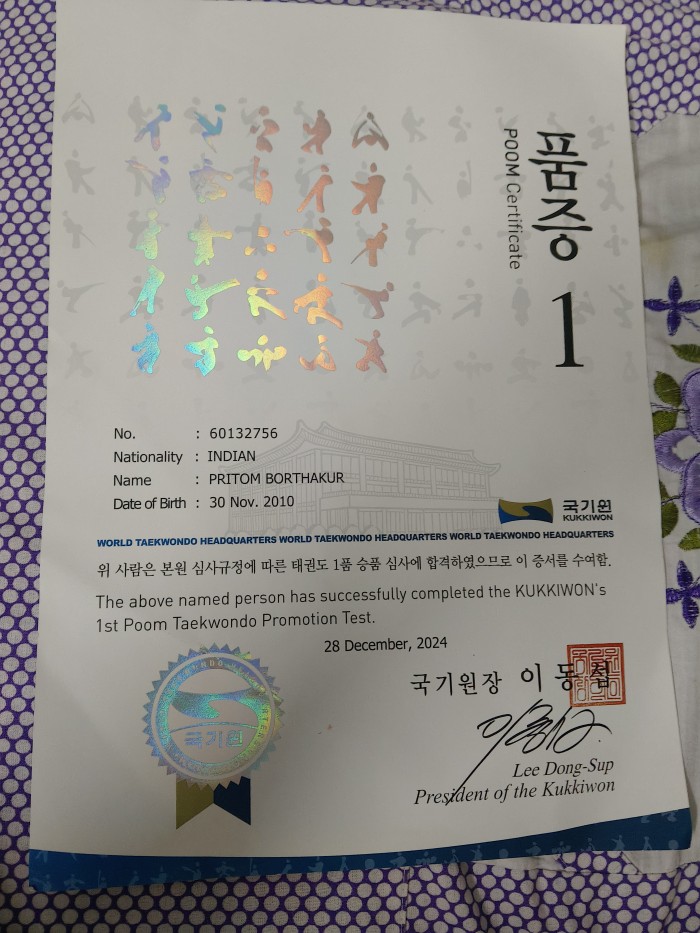 품증
POOM Certificate
1
No. : 60132756
Nationality : INDIAN
Name : PRITOM BORTHAKUR
Date of Birth : 30 Nov. 2010
국기원
KUKKIWON
WORLD TAEKWONDO HEADQUARTERS WORLD TAEKWONDO HEADQUARTERS WORLD TAEKWONDO HEADQUARTERS
위 사람은 본원 심사규정에 따른 태권도 1품 승품 심사에 합격하였으므로 이 증서를 수여함.
The above named person has successfully completed the KUKKIWON's
1st Poom Taekwondo Promotion Test.
28 December, 2024
국기원장 이동섭
국기원
Lee Dong-Sup
President of the Kukkiwon